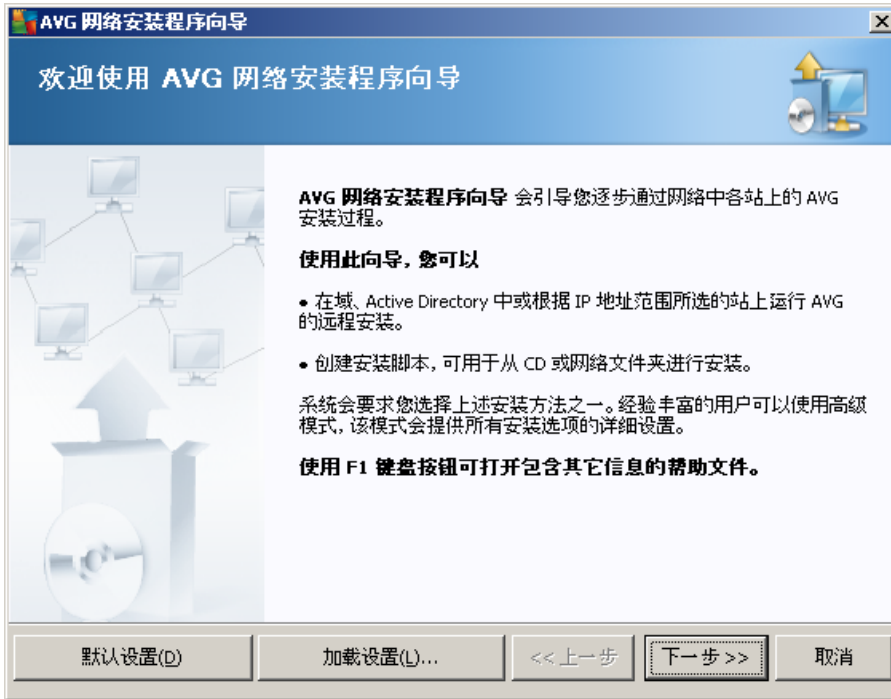 AVG 网络安装程序向导
欢迎使用 AVG 网络安装程序向导
AVG 网络安装程序向导 会引导您逐步通过网络中各站上的 AVG
安装过程。
使用此向导, 您可以
• 在域、Active Directory 中或根据 IP 地址范围所选的站上运行 AVG
的远程安装。
• 创建安装脚本, 可用于从 CD 或网络文件夹进行安装。
系统会要求您选择上述安装方法之一。经验丰富的用户可以使用高级
模式, 该模式会提供所有安装选项的详细设置。
使用 F1 键盘按钮可打开包含其它信息的帮助文件。
默认设置(D)
加载设置(L)...
<< 上一步
下一步 >>
取消